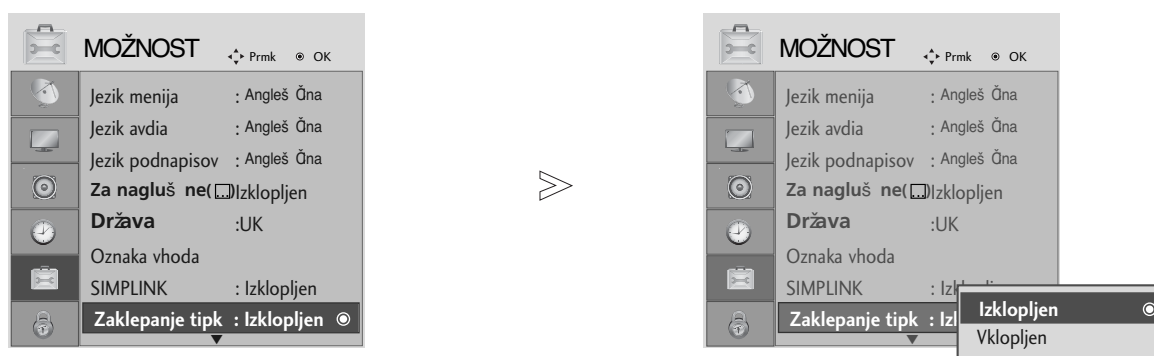 MOŽNOST Prmk OK
Jezik menija : Angleš Čna
Jezik avdia : Angleš Čna
Jezik podnapisov : Angleš Čna
Za nagluš ne( )Izklopljen
Država :UK
Oznaka vhoda
SIMPLINK : Izklopljen
Zaklepanje tipk : Izklopljen
MOŽNOST Prmk OK
Jezik menija : Angleš Čna
Jezik avdia : Angleš Čna
Jezik podnapisov : Angleš Čna
Za nagluš ne( )Izklopljen
Država :UK
Oznaka vhoda
SIMPLINK :
Zaklepanje tipk :
Izklopljen
Vklopljen